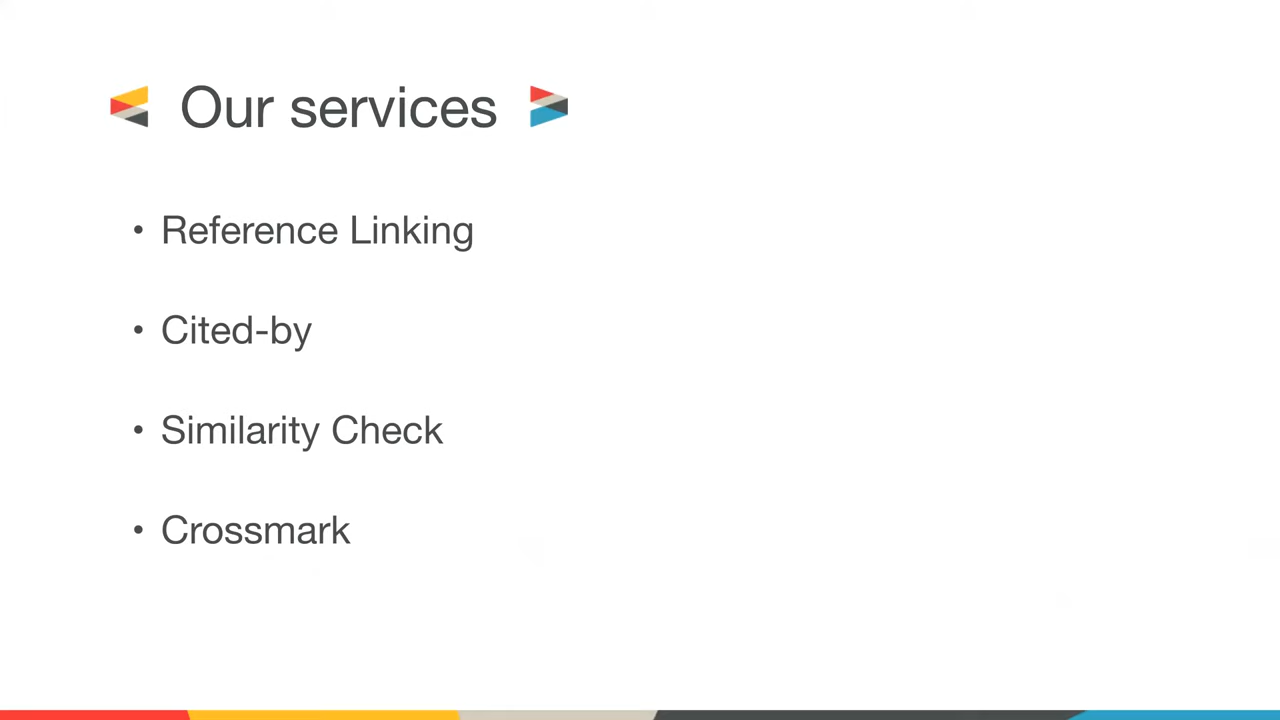 Our services
• Reference Linking
• Cited-by
• Similarity Check
• Crossmark